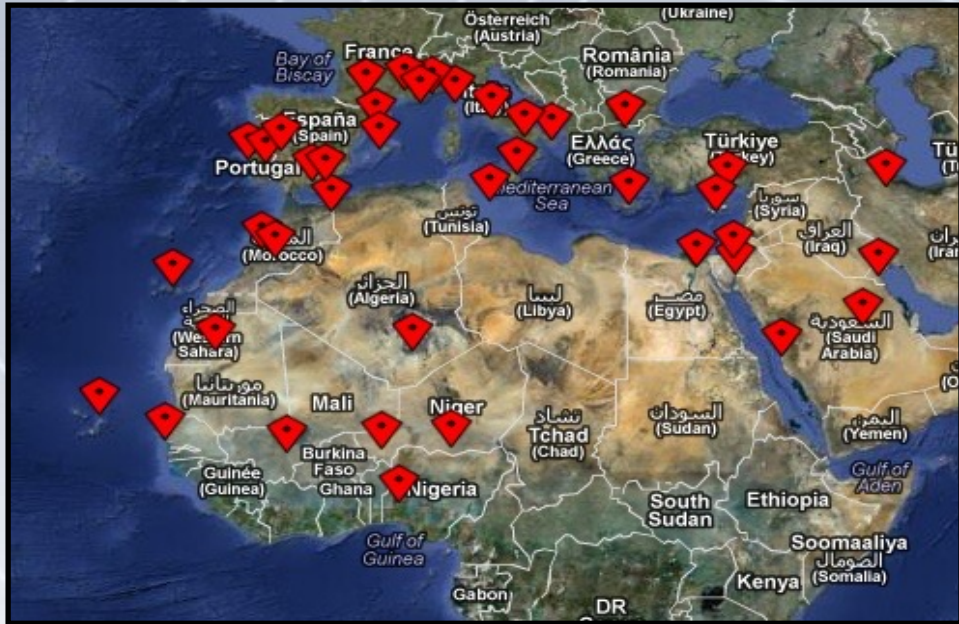 Österreich
(Austria)
(Ukraine)
Bay of
Biscay
France
România
(Romania)
(Italy)
España
(Spain)
Portugal
Ελλάς
(Greece)
Türkiye
Mediterranean
Sea
سوريا
(Syria)
تونس
(Tunisia)
العراق
(Iraq)
(Morocco)
الجزائر
(Algeria)
ليبيا
(Libya)
مصر
(Egypt)
الصحراء
(Western
Sahara)
السعودية
(Saudi
Arabia)
موريتانيا
(Mauritania)
Mali
Niger
تشاد
Tchad
(Chad)
السودان
(Sudan)
اليمن
(Yemen)
Burkina
Faso
Guinée
(Guinea)
Ghana
Nigeria
Gulf of
Aden
South
Sudan
Ethiopia
Gulf of
Guinea
Soomaaliya
الصومال
(Somalia)
Gabon
Kenya
DR